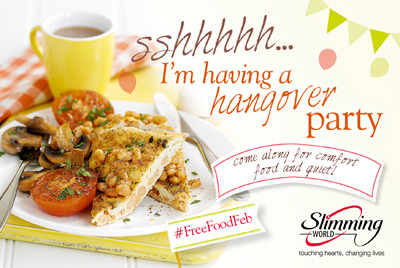 sshhhhh...
I'm having a
hangover
party
come along for comfort
food and quiet!
#FreeFoodFeb
Slimming
WORLD
touching hearts, changing lives